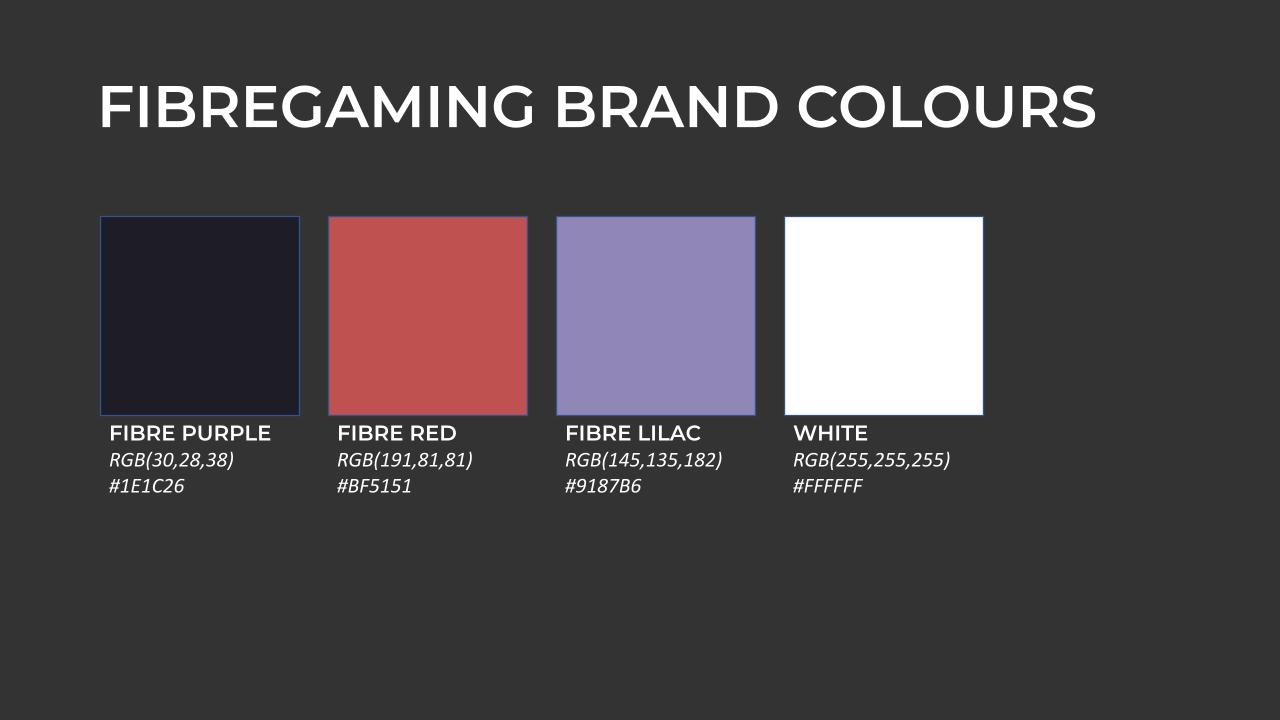 FIBREGAMING BRAND COLOURS
FIBRE PURPLE
RGB(30,28,38)
#1E1C26
FIBRE RED
RGB(191,81,81)
#BF5151
FIBRE LILAC
RGB(145,135,182)
#9187B6
WHITE
RGB(255,255,255)
#FFFFFF